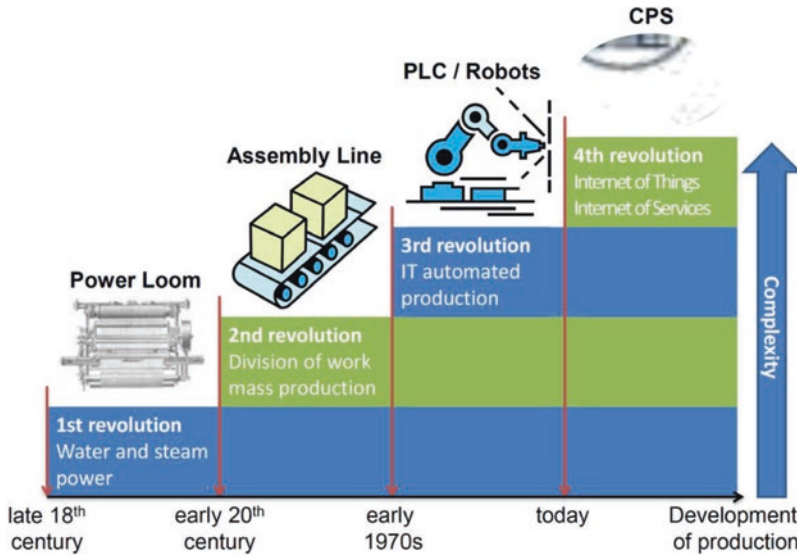 CPS
PLC / Robots
Assembly Line
Power Loom
4th revolution
Internet of Things
Internet of Services
3rd revolution
IT automated
production
2nd revolution
Division of work
mass production
1st revolution
Water and steam
power
Complexity
late 18th
century
early 20th
century
early
1970s
today
Development
of production